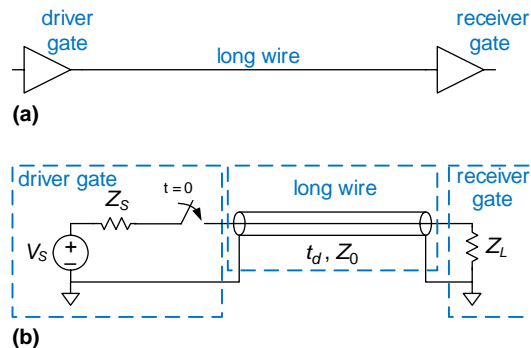 driver
gate
long wire
receiver
gate
(a)
driver gate
long wire
receiver
gate
t = 0
Z_S
V_S
+
−
t_d , Z_0
Z_L
(b)